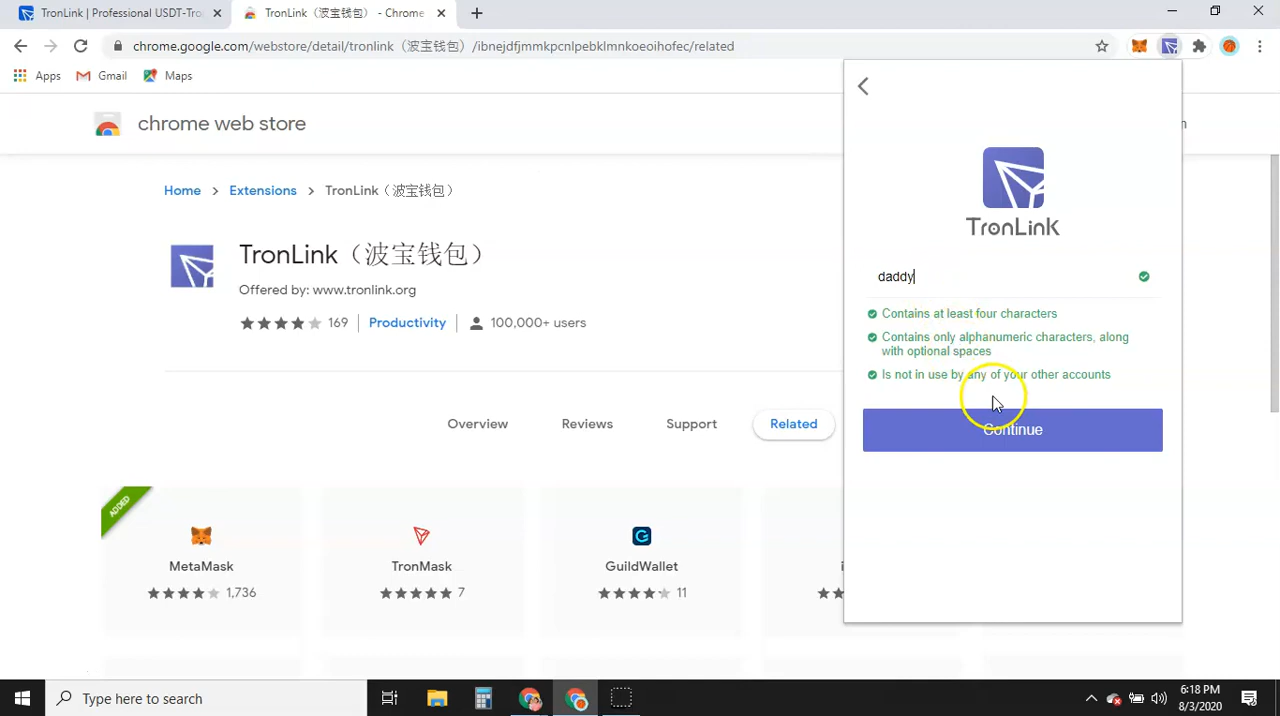 TronLink | Professional USDT-Tro
TronLink（波宝钱包） - Chrome
chrome.google.com/webstore/detail/tronlink（波宝钱包）/ibnejdfjmmkpcnlpebklmnkoeoihofec/related
Apps Gmail Maps
chrome web store
Home Extensions TronLink（波宝钱包）
TronLink（波宝钱包）
Offered by: www.tronlink.org
169 Productivity 100,000+ users
Overview Reviews Support Related
ADDED
MetaMask
1,736
TronMask
7
GuildWallet
11
TronLink
daddy
Contains at least four characters
Contains only alphanumeric characters, along
with optional spaces
Is not in use by any of your other accounts
Continue
Type here to search
6:18 PM
8/3/2020